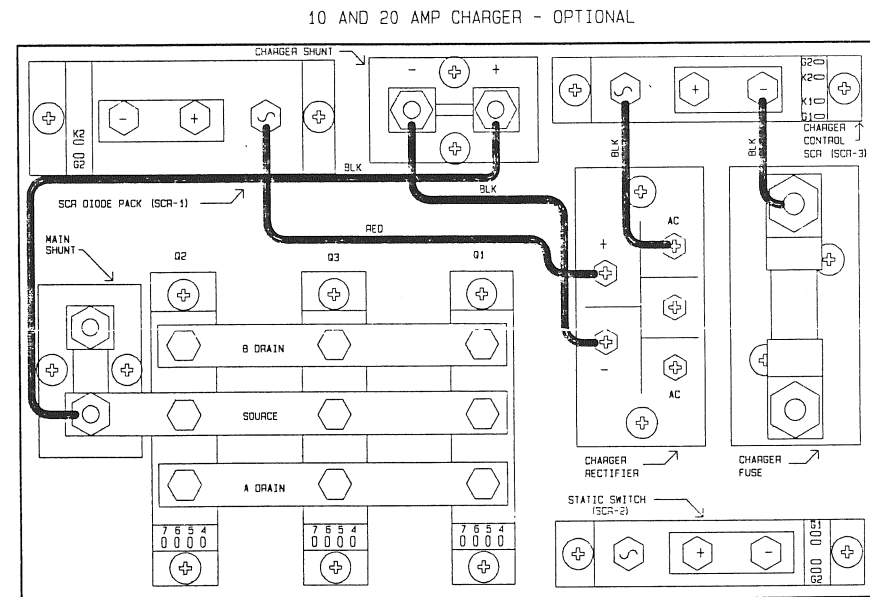 10 AND 20 AMP CHARGER - OPTIONAL
CHARGER SHUNT
- +
K2
G2
- +
+ -
G2
K2
K1
G1
CHARGER
CONTROL
SCR (SCR-3)
BLK
BLK
BLK
BLK
SCR DIODE PACK (SCR-1)
RED
MAIN
SHUNT
Q2
Q3
Q1
AC
+
-
AC
B DRAIN
SOURCE
A DRAIN
CHARGER
RECTIFIER
CHARGER
FUSE
STATIC SWITCH
(SCR-2)
7 6 5 4
7 6 5 4
7 6 5 4
+ -
G1
G2